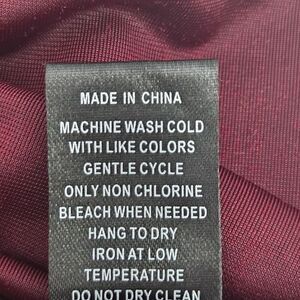 MADE IN CHINA
MACHINE WASH COLD
WITH LIKE COLORS
GENTLE CYCLE
ONLY NON CHLORINE
BLEACH WHEN NEEDED
HANG TO DRY
IRON AT LOW
TEMPERATURE
DO NOT DRY CLEAN